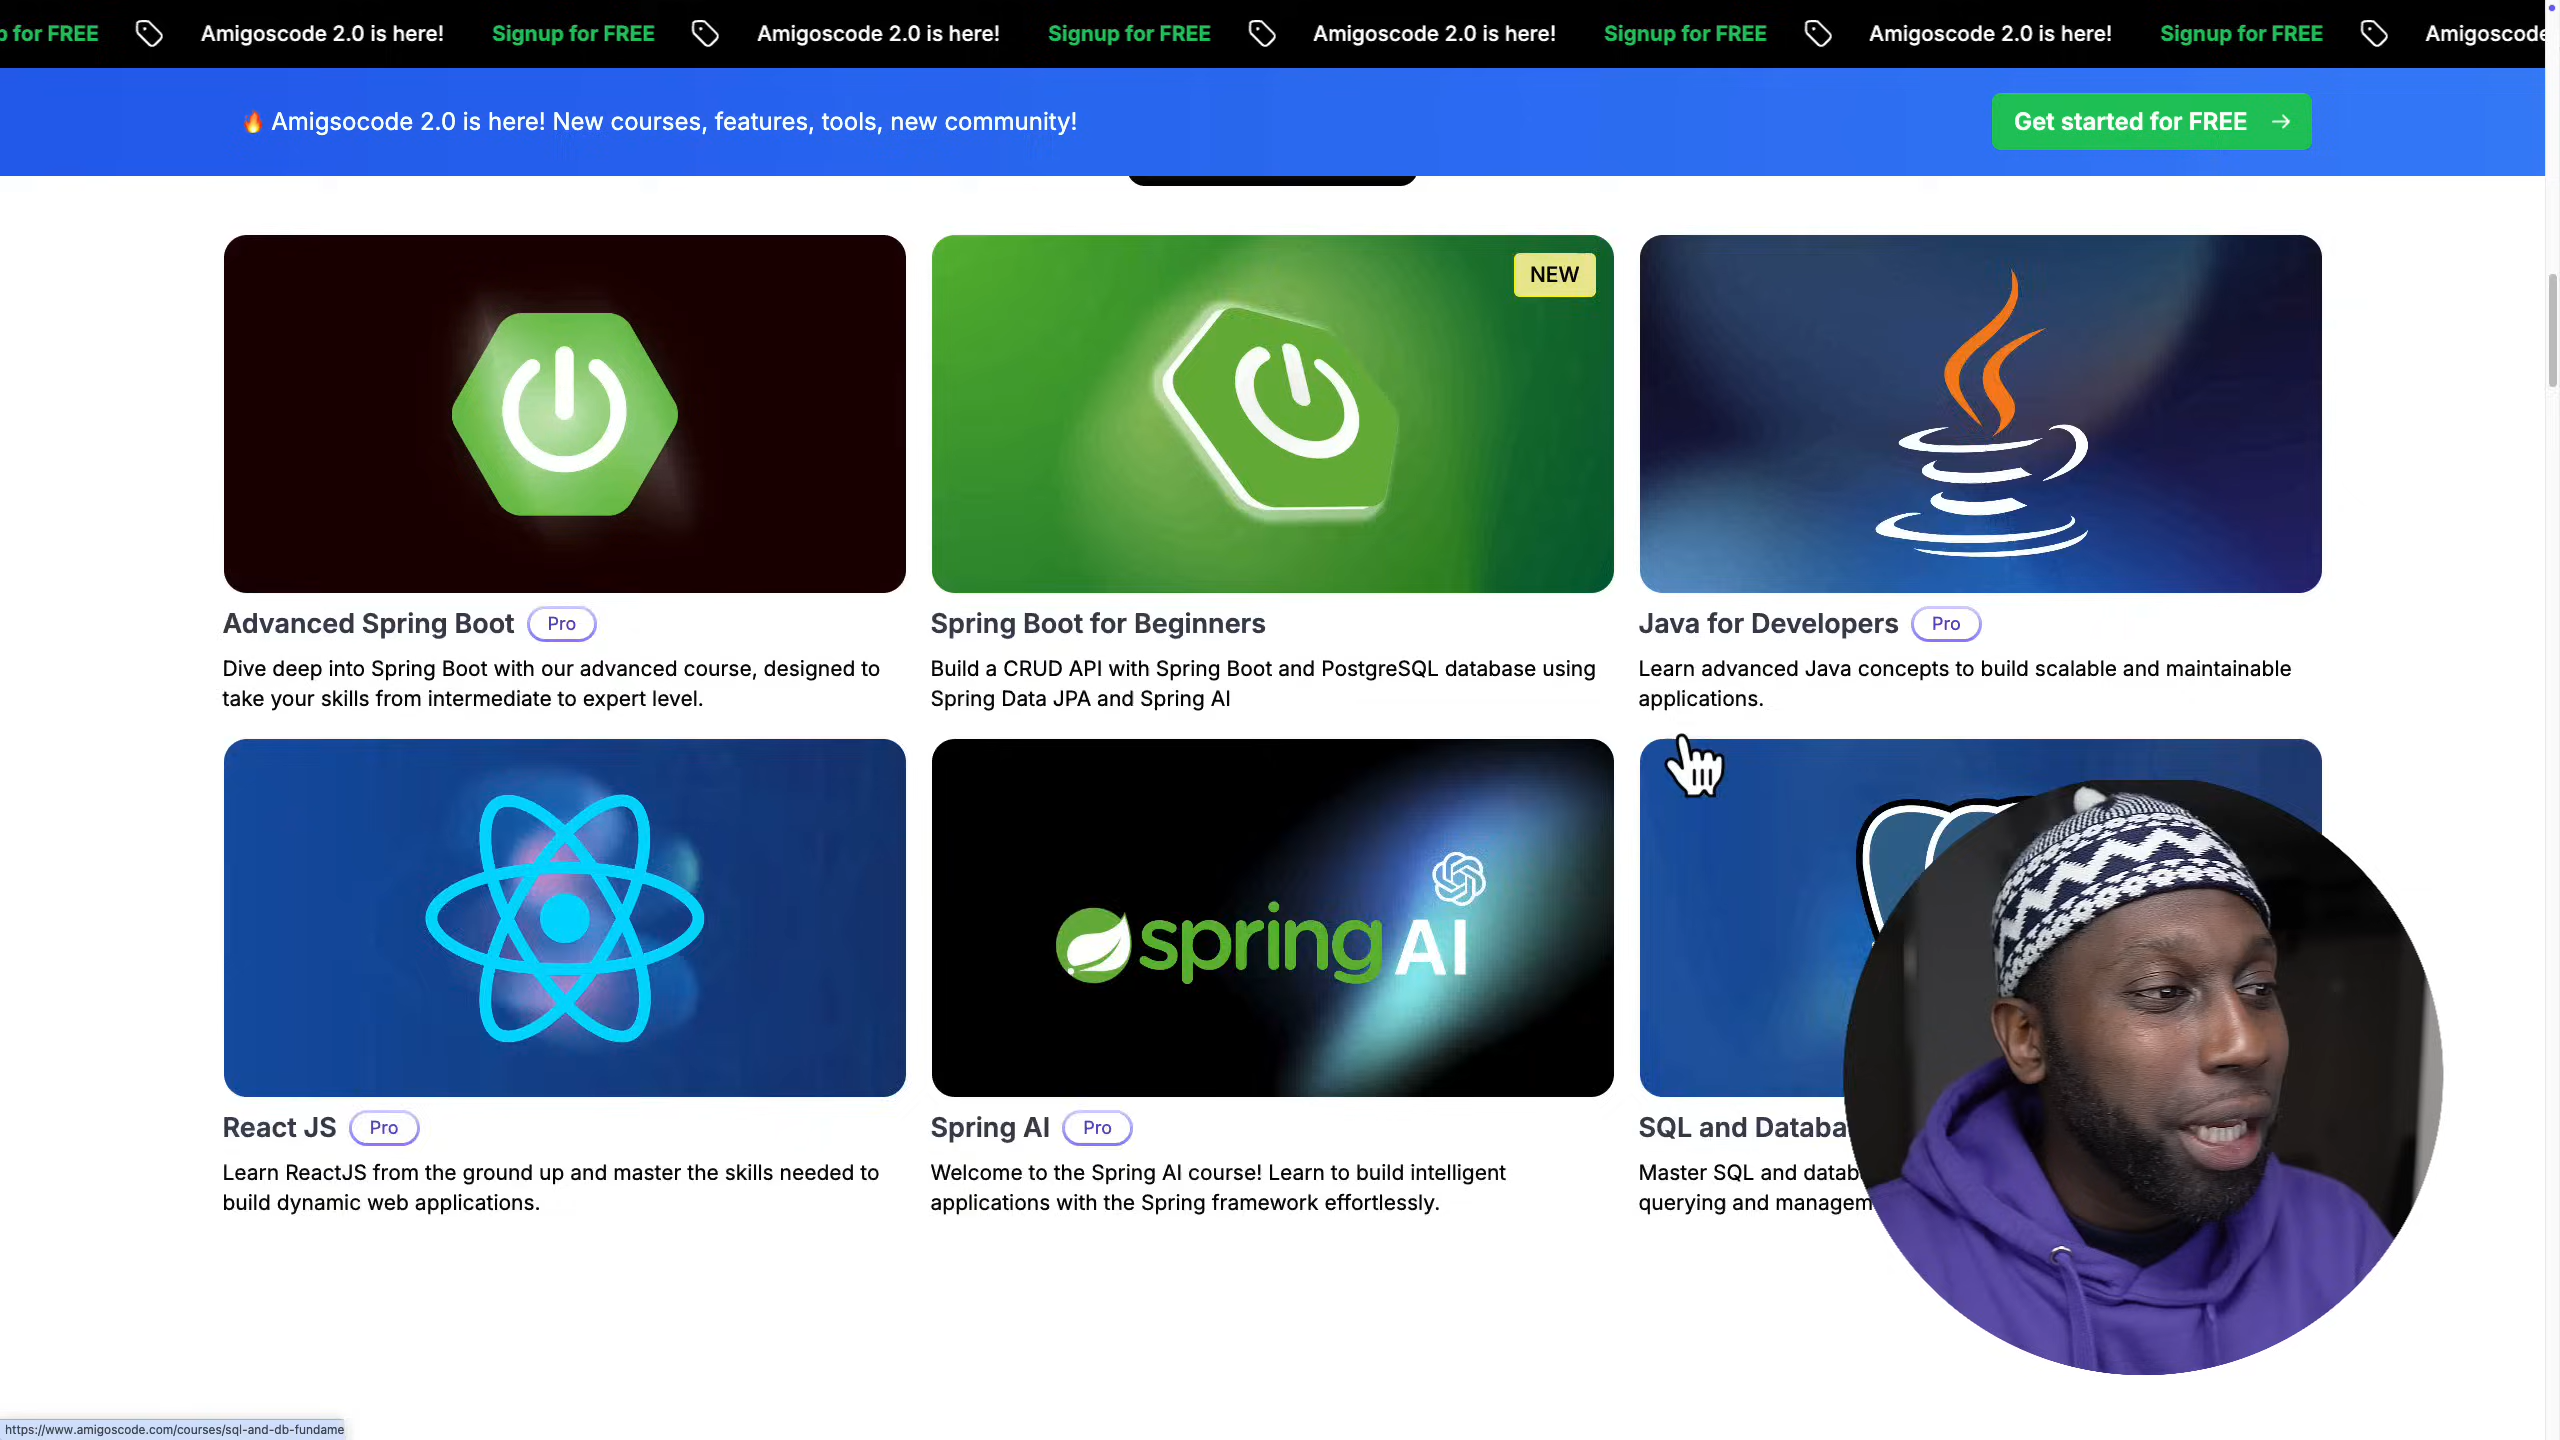 for FREE Amigoscode 2.0 is here! Signup for FREE Amigoscode 2.0 is here! Signup for FREE Amigoscode 2.0 is here! Signup for FREE Amigoscode 2.0 is here! Signup for FREE Amigoscode
🔥 Amigsocode 2.0 is here! New courses, features, tools, new community!
Get started for FREE →
NEW
Advanced Spring Boot Pro
Dive deep into Spring Boot with our advanced course, designed to
take your skills from intermediate to expert level.
Spring Boot for Beginners
Build a CRUD API with Spring Boot and PostgreSQL database using
Spring Data JPA and Spring AI
Java for Developers Pro
Learn advanced Java concepts to build scalable and maintainable
applications.
spring AI
React JS Pro
Learn ReactJS from the ground up and master the skills needed to
build dynamic web applications.
Spring AI Pro
Welcome to the Spring AI course! Learn to build intelligent
applications with the Spring framework effortlessly.
SQL and Databa
Master SQL and datab
querying and managem
https://www.amigoscode.com/courses/sql-and-db-fundame